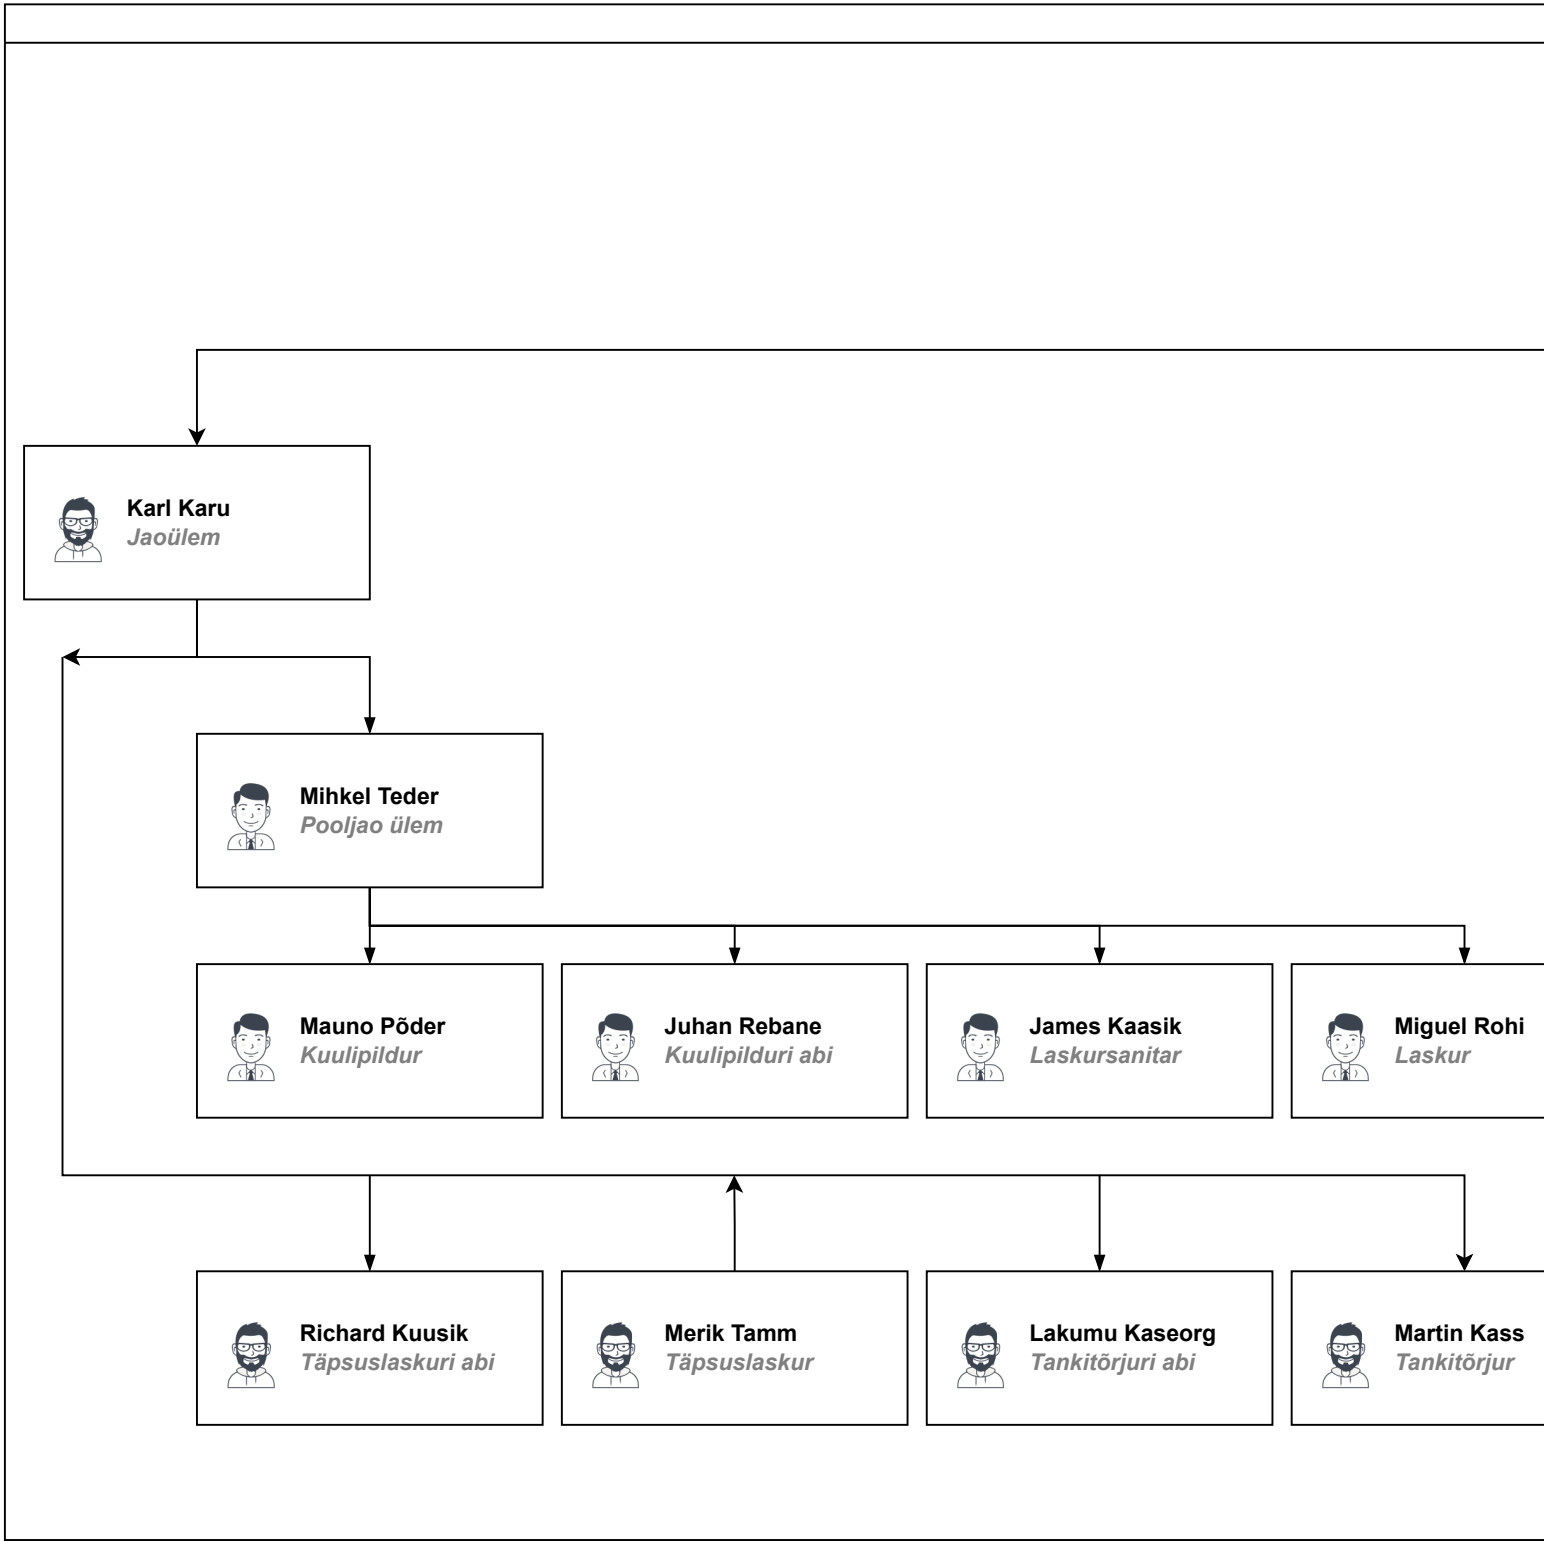 Karl Karu
Jaoülem
Mihkel Teder
Pooljao ülem
Mauno Põder
Kuulipildur
Juhan Rebane
Kuulipilduri abi
James Kaasik
Laskursanitar
Miguel Rohi
Laskur
Richard Kuusik
Täpsuslaskuri abi
Merik Tamm
Täpsuslaskur
Lakumu Kaseorg
Tankitõrjuri abi
Martin Kass
Tankitõrjur